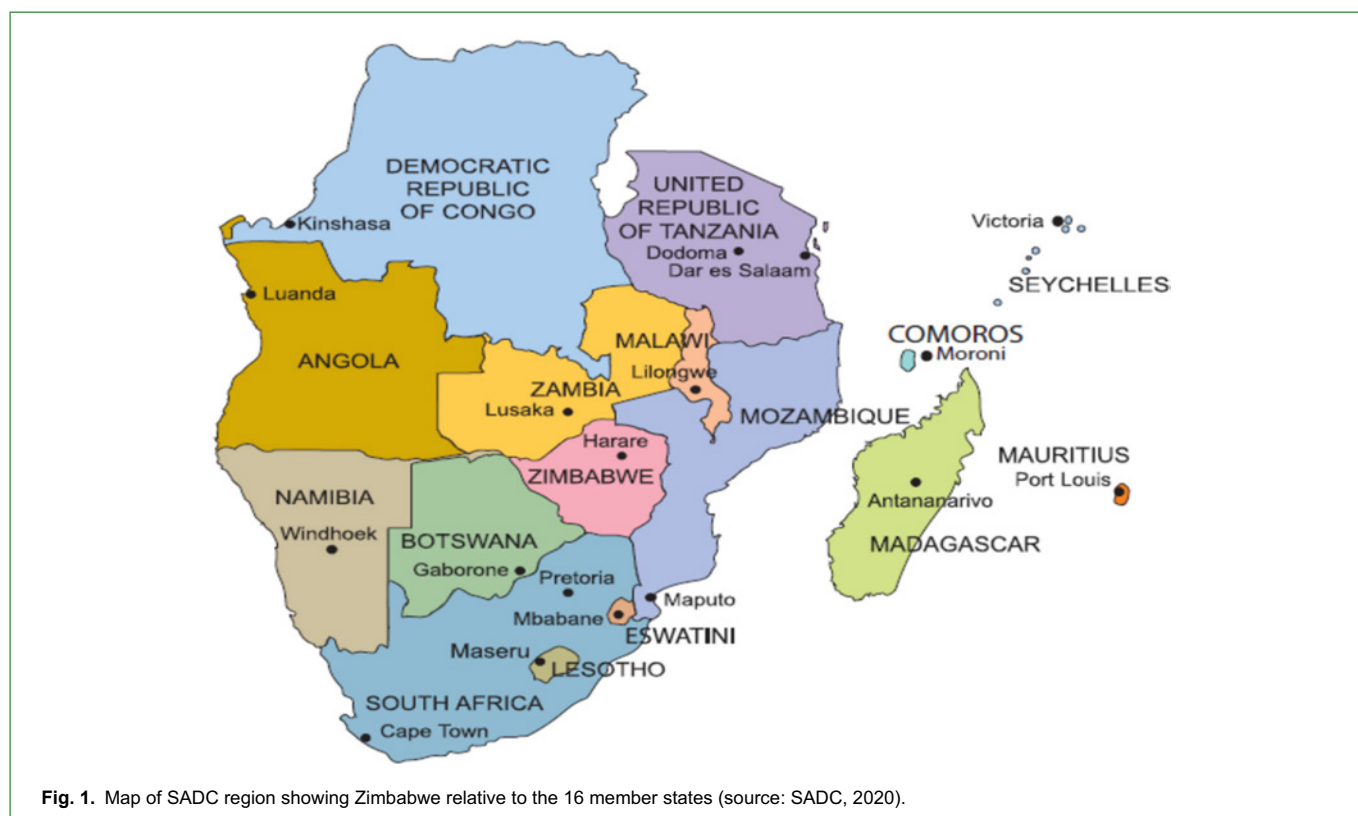 DEMOCRATIC
REPUBLIC
OF CONGO
Kinshasa
UNITED
REPUBLIC
OF TANZANIA
Dodoma
Dar es Salaam
Victoria
SEYCHELLES
Luanda
ANGOLA
MALAWI
Lilongwe
COMOROS
Moroni
ZAMBIA
Lusaka
MOZAMBIQUE
Harare
ZIMBABWE
MAURITIUS
Port Louis
Antananarivo
MADAGASCAR
NAMIBIA
Windhoek
BOTSWANA
Gaborone
Pretoria
Mbabane
Maputo
ESWATINI
Maseru
LESOTHO
SOUTH AFRICA
Cape Town
Fig. 1. Map of SADC region showing Zimbabwe relative to the 16 member states (source: SADC, 2020).